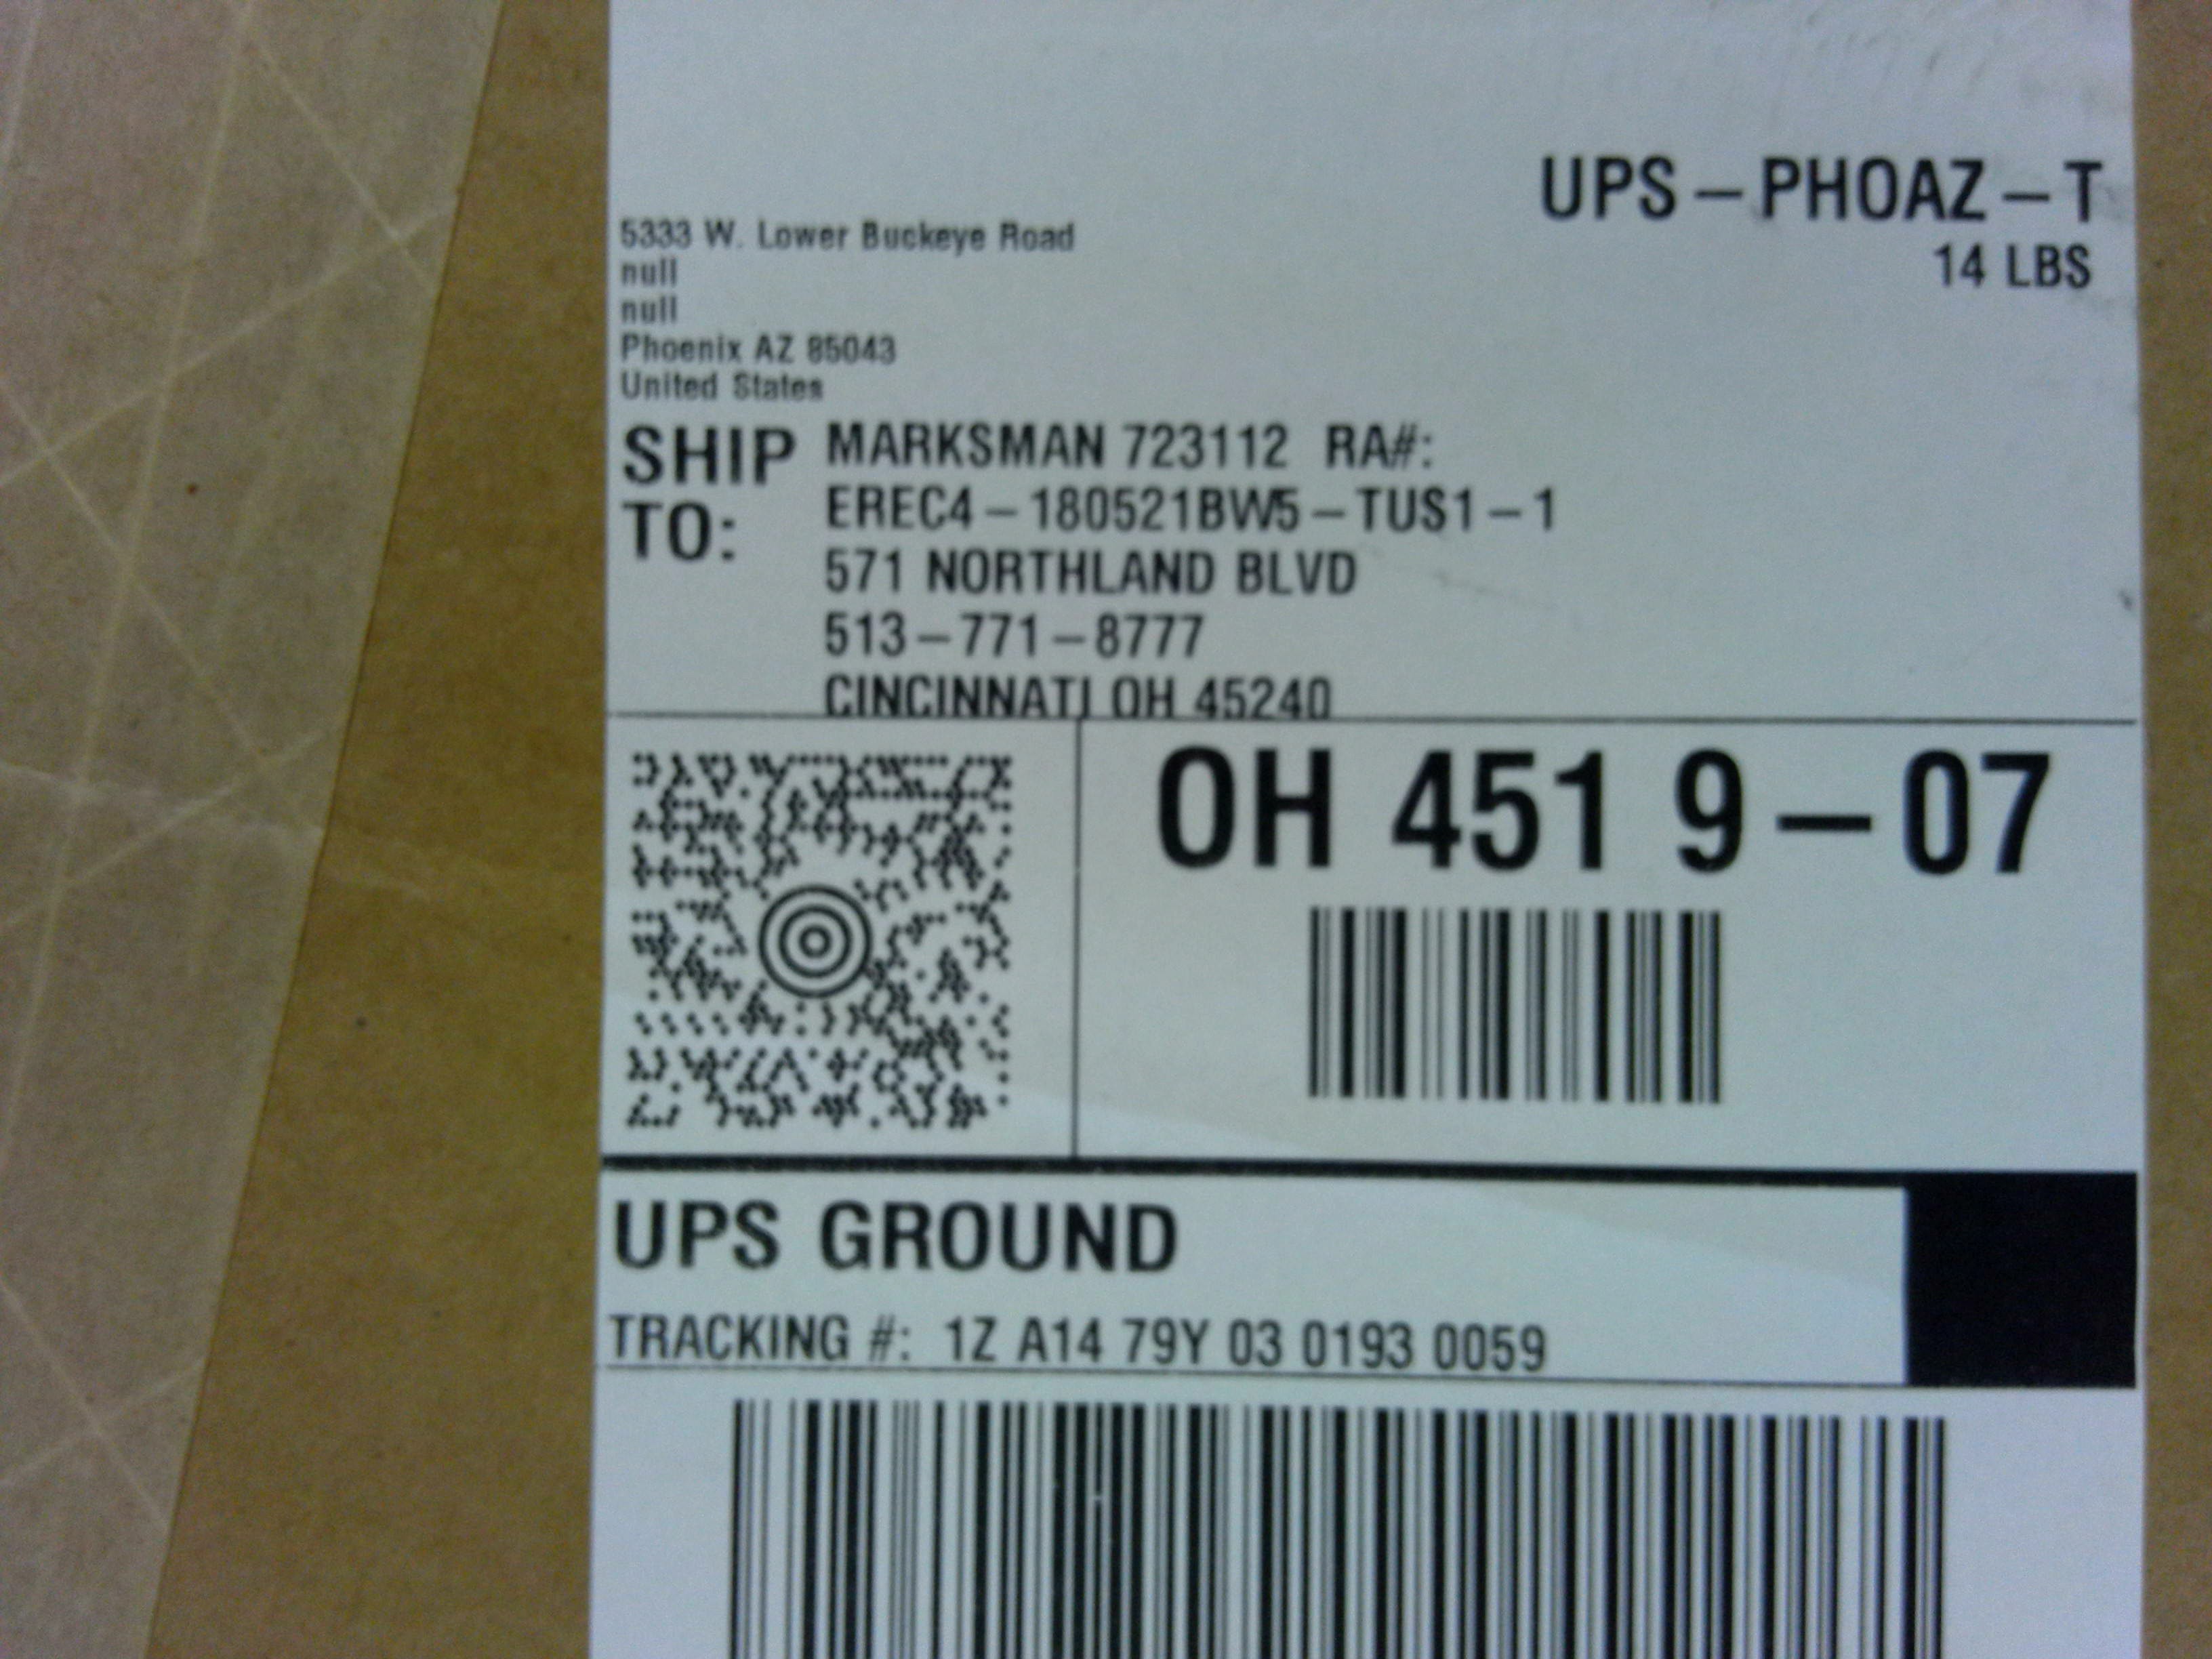 UPS – PHOAZ – T
14 LBS
5333 W. Lower Buckeye Road
null
null
Phoenix AZ 85043
United States
SHIP TO: MARKSMAN 723112 RA#:
EREC4 – 180521BW5 – TUS1 – 1
571 NORTHLAND BLVD
513 – 771 – 8777
CINCINNATI OH 45240
OH 451 9 – 07
UPS GROUND
TRACKING #: 1Z A14 79Y 03 0193 0059